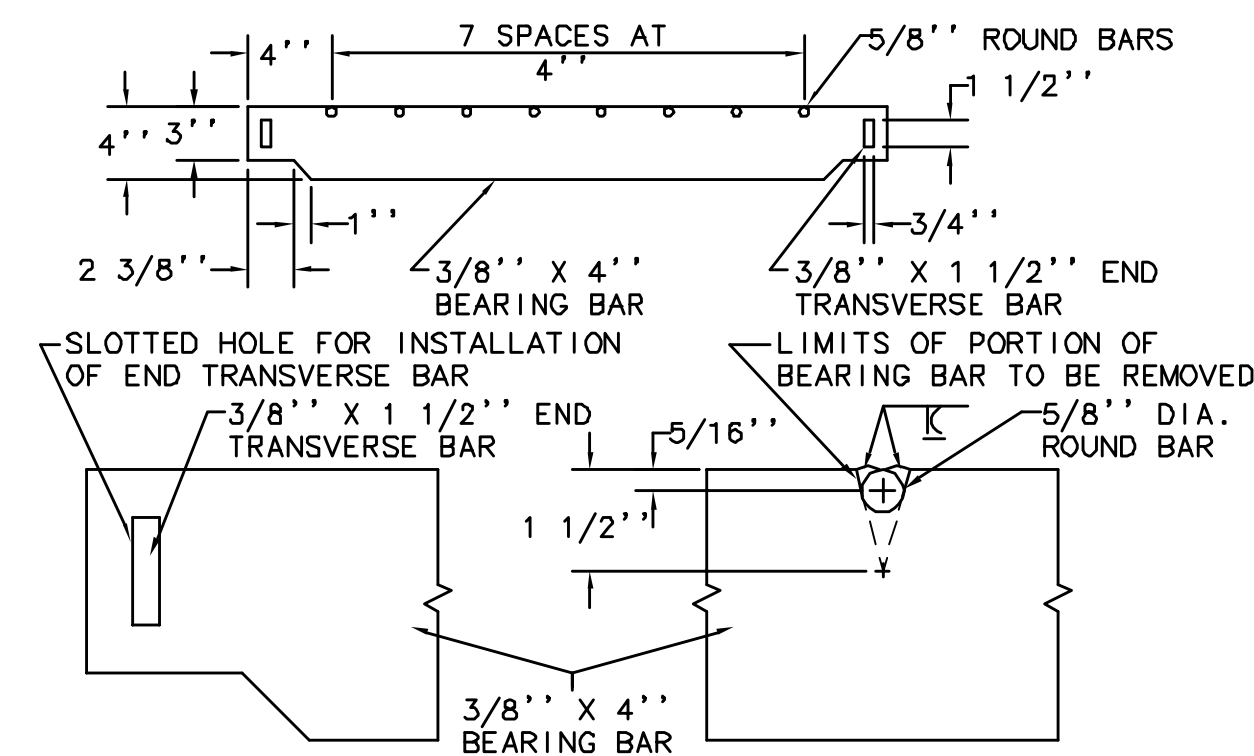 7 SPACES AT
4''
4''
5/8'' ROUND BARS
1 1/2''
4''
3''
1''
3/4''
2 3/8''
3/8'' X 4''
BEARING BAR
3/8'' X 1 1/2'' END
TRANSVERSE BAR
SLOTTED HOLE FOR INSTALLATION
OF END TRANSVERSE BAR
LIMITS OF PORTION OF
BEARING BAR TO BE REMOVED
3/8'' X 1 1/2'' END
TRANSVERSE BAR
5/16''
5/8'' DIA.
ROUND BAR
1 1/2''
3/8'' X 4''
BEARING BAR